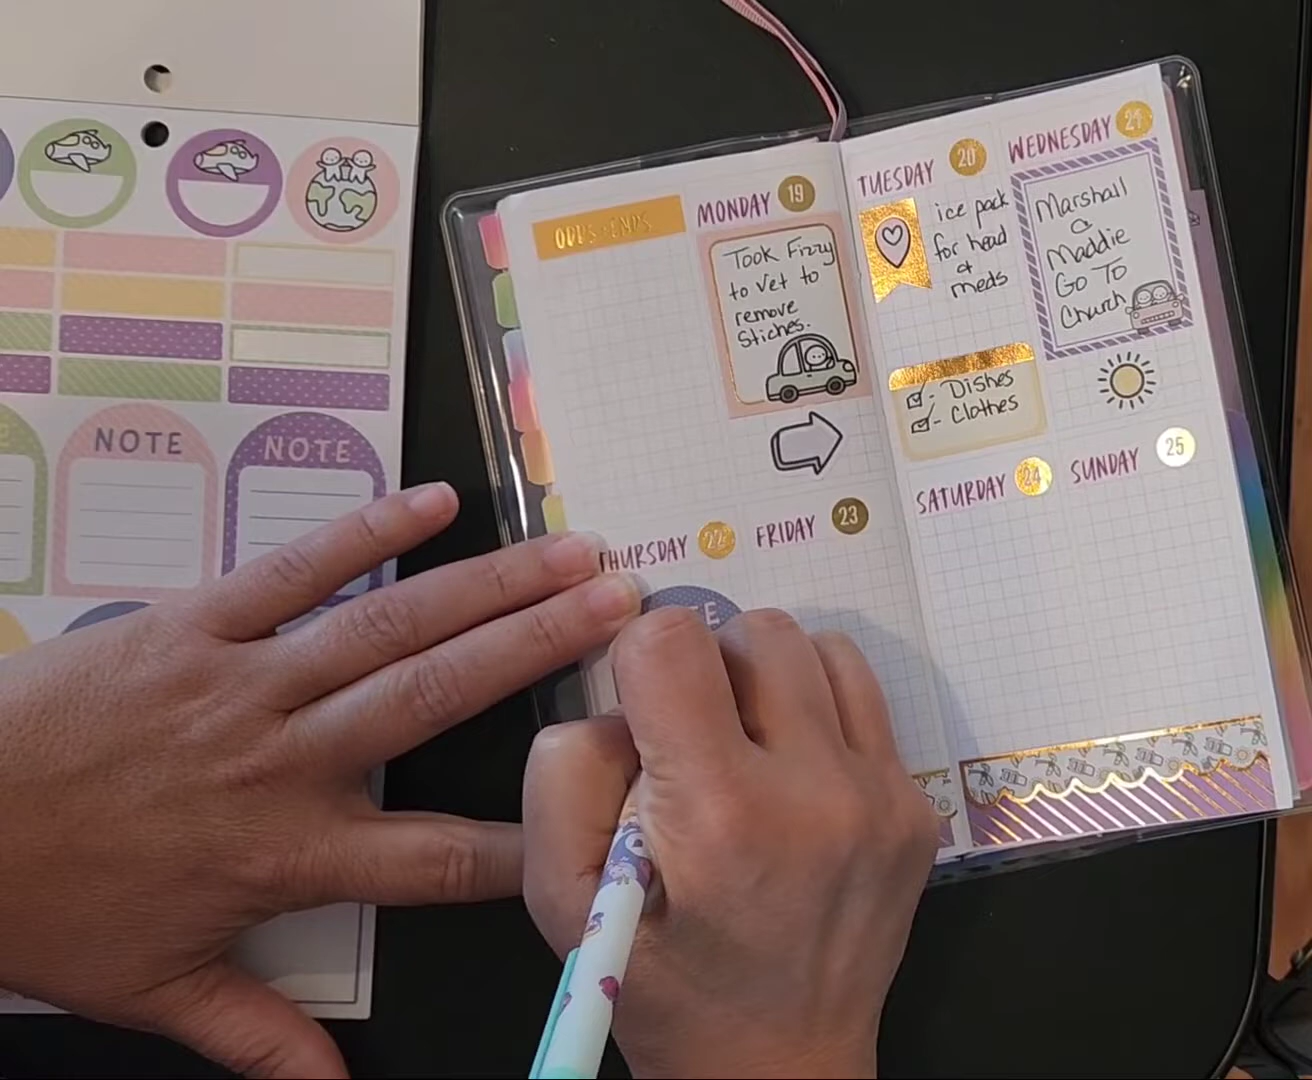 NOTE
NOTE
ODDS + ENDS
MONDAY 19
Took Fizzy
to vet to
remove
Stiches.
TUESDAY 20
ice pack
for head
&
meds
- Dishes
- Clothes
WEDNESDAY 21
Marshall
&
Maddie
Go To
Church
THURSDAY 22
FRIDAY 23
SATURDAY 24
SUNDAY 25